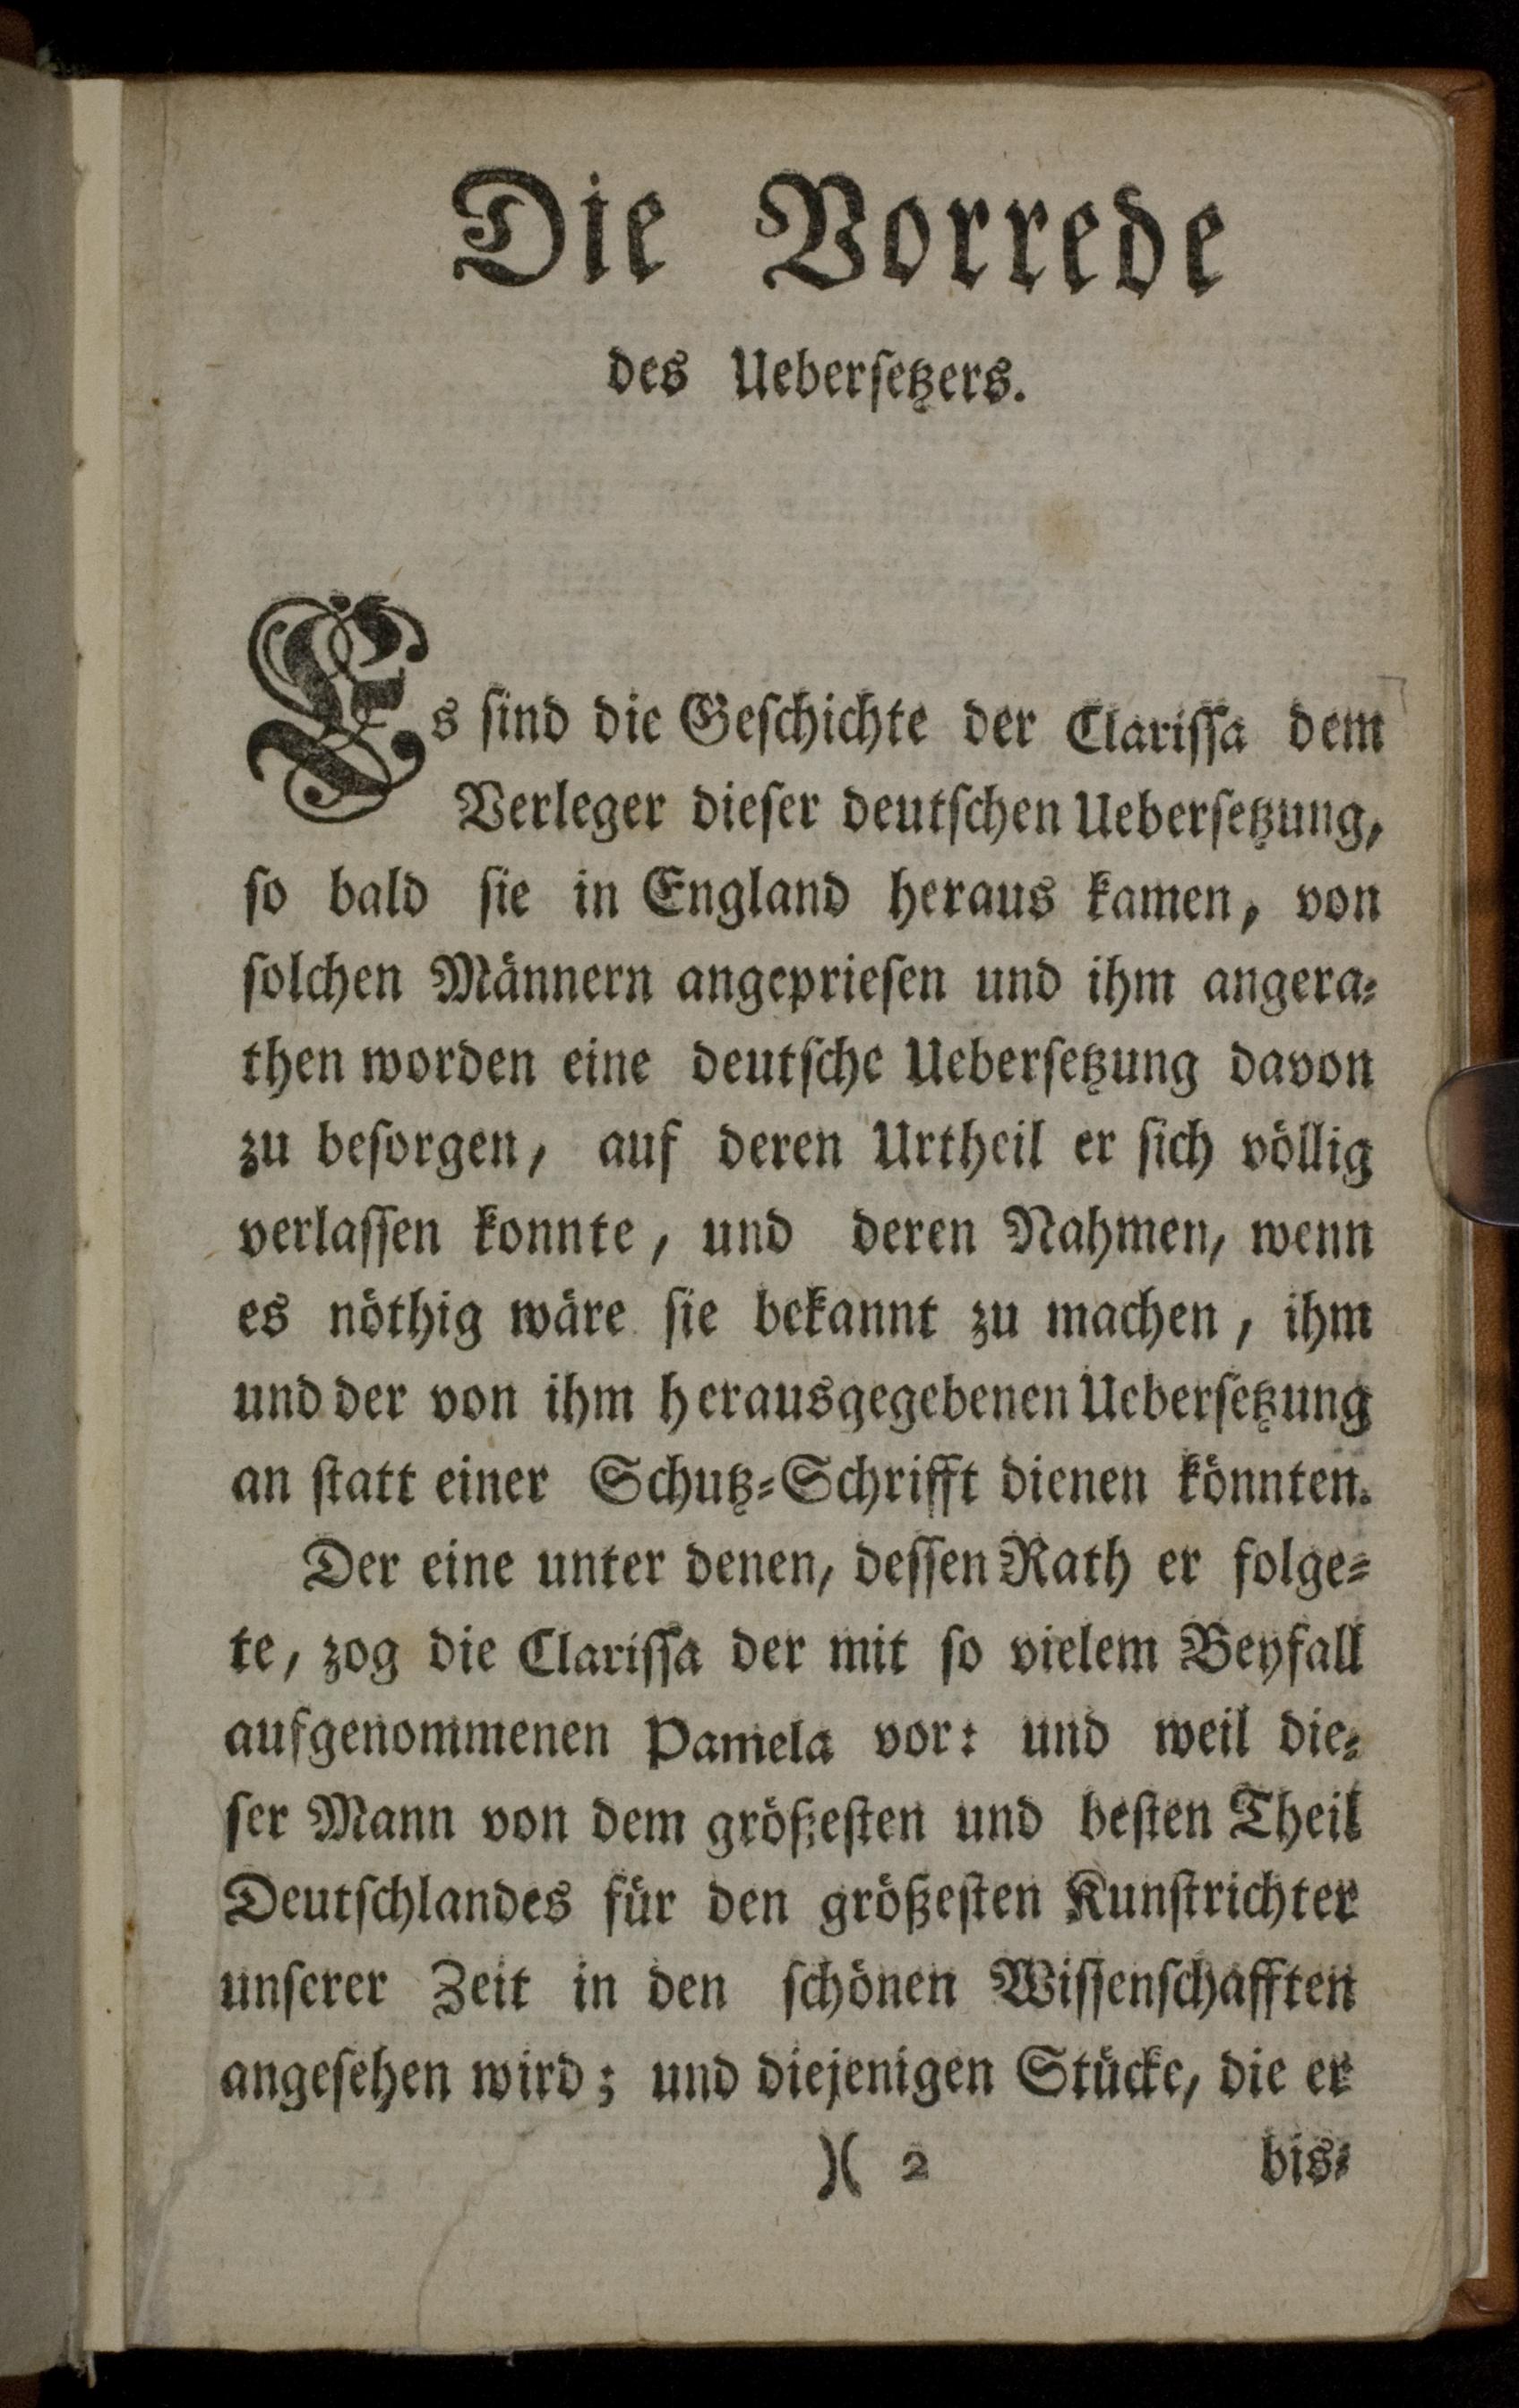 Die Vorrede
des Ueberſetzers.
Es ſind die Geſchichte der Clariſſa dem
Verleger dieſer deutſchen Ueberſetzung,
ſo bald ſie in England heraus kamen, von
ſolchen Männern angeprieſen und ihm angera⸗
then worden eine deutſche Ueberſetzung davon
zu beſorgen, auf deren Urtheil er ſich völlig
verlaſſen konnte, und deren Nahmen, wenn
es nöthig wäre ſie bekannt zu machen, ihm
und der von ihm herausgegebenen Ueberſetzung
an ſtatt einer Schutz⸗Schrifft dienen könnten.
Der eine unter denen, deſſen Rath er folge⸗
te, zog die Clariſſa der mit ſo vielem Beyfall
aufgenommenen Pamela vor: und weil die⸗
ſer Mann von dem größeſten und beſten Theil
Deutſchlandes für den größeſten Kunſtrichter
unſerer Zeit in den ſchönen Wiſſenſchafften
angeſehen wird; und diejenigen Stücke, die er
)( 2 bis⸗